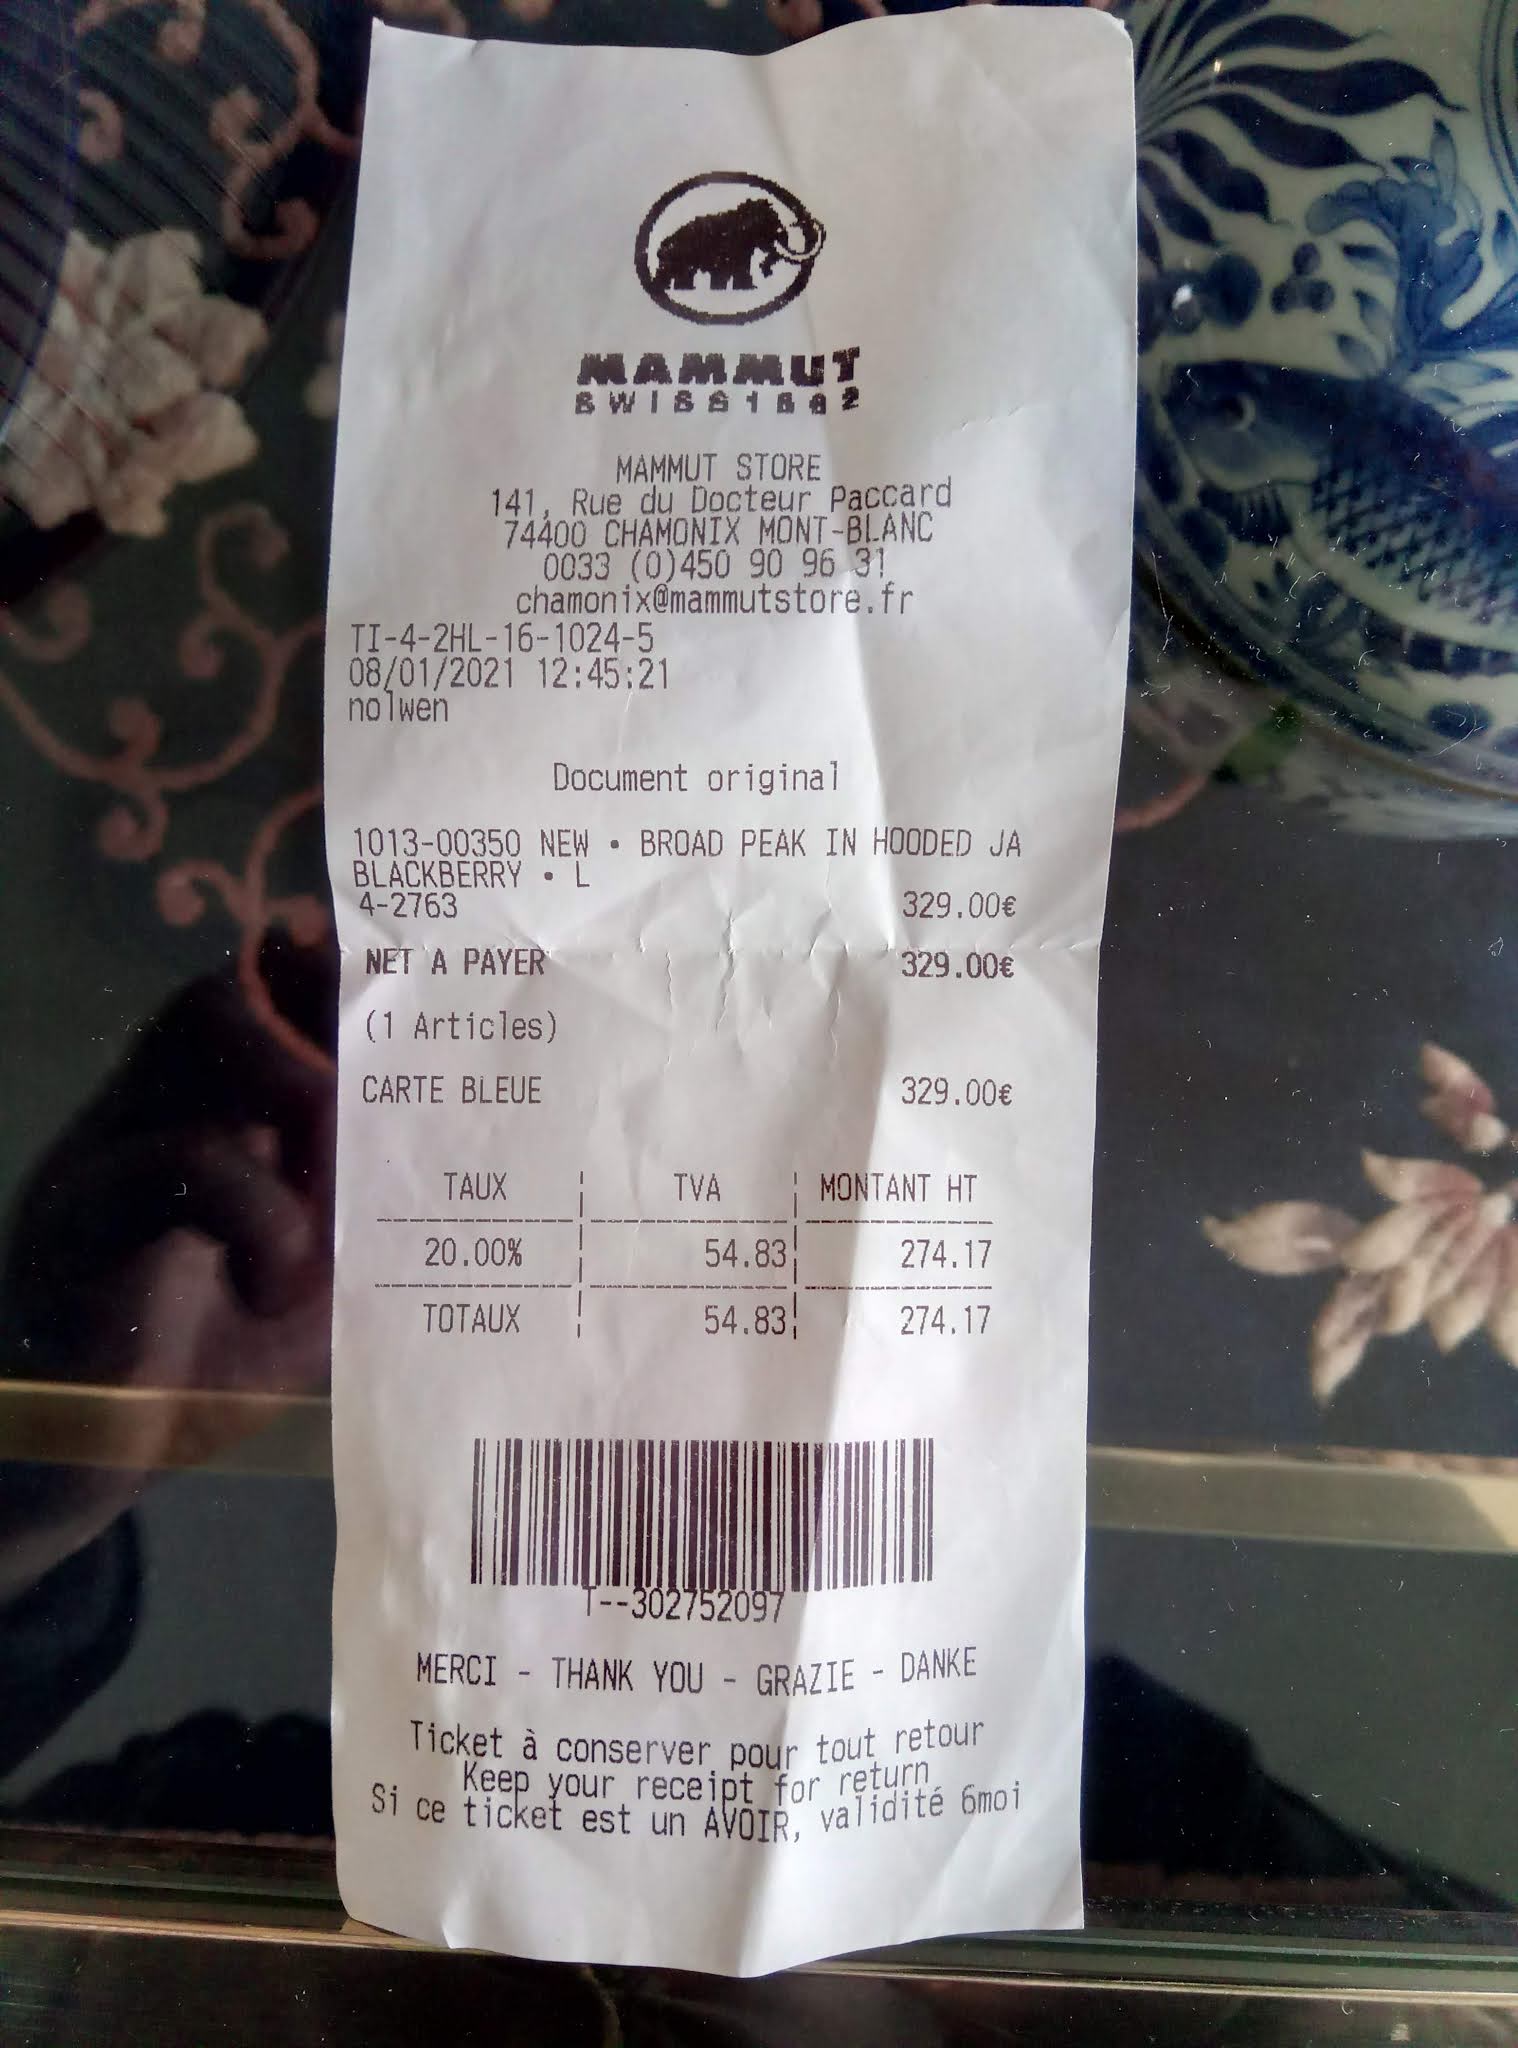 MAMMUT
SWISS 1862
MAMMUT STORE
141, Rue du Docteur Paccard
74400 CHAMONIX MONT-BLANC
0033 (0)450 90 96 31
chamonix@mammutstore.fr
TI-4-2HL-16-1024-5
08/01/2021 12:45:21
nolwen
Document original
1013-00350 NEW • BROAD PEAK IN HOODED JA
BLACKBERRY • L
4-2763 329.00€
NET A PAYER 329.00€
(1 Articles)
CARTE BLEUE 329.00€
TAUX TVA MONTANT HT
20.00% 54.83 274.17
TOTAUX 54.83 274.17
T--302752097
MERCI - THANK YOU - GRAZIE - DANKE
Ticket à conserver pour tout retour
Keep your receipt for return
Si ce ticket est un AVOIR, validité 6moi